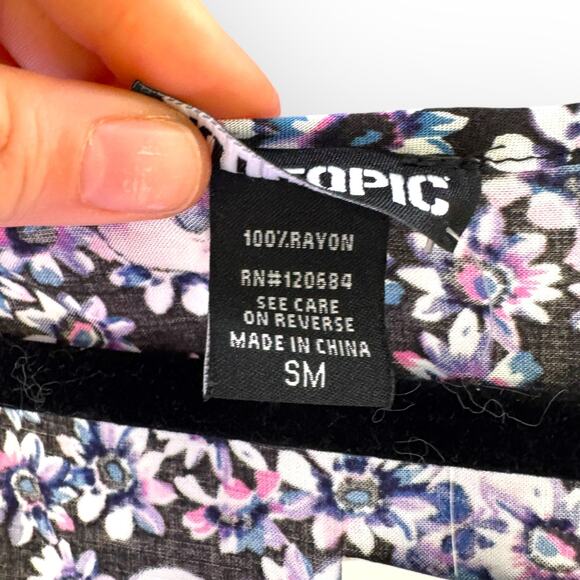 TOPIC
100% RAYON
RN#120684
SEE CARE
ON REVERSE
MADE IN CHINA
SM